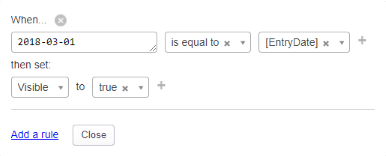 When...
2018-03-01 is equal to [EntryDate]
then set:
Visible to true
Add a rule Close